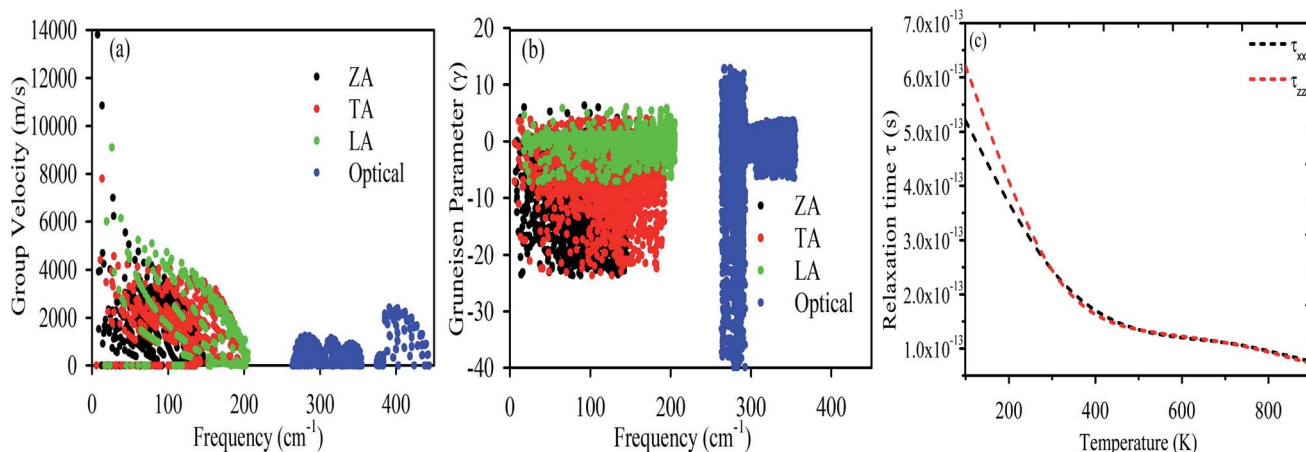 (a)
ZA
TA
LA
Optical
Group Velocity (m/s)
14000
12000
10000
8000
6000
4000
2000
0
0 100 200 300 400
Frequency (cm⁻¹)
(b)
ZA
TA
LA
Optical
Gruneisen Parameter (γ)
20
10
0
-10
-20
-30
-40
0 100 200 300 400
Frequency (cm⁻¹)
(c)
τxx
τzz
Relaxation time τ (s)
7.0x10⁻¹³
6.0x10⁻¹³
5.0x10⁻¹³
4.0x10⁻¹³
3.0x10⁻¹³
2.0x10⁻¹³
1.0x10⁻¹³
200 400 600 800
Temperature (K)